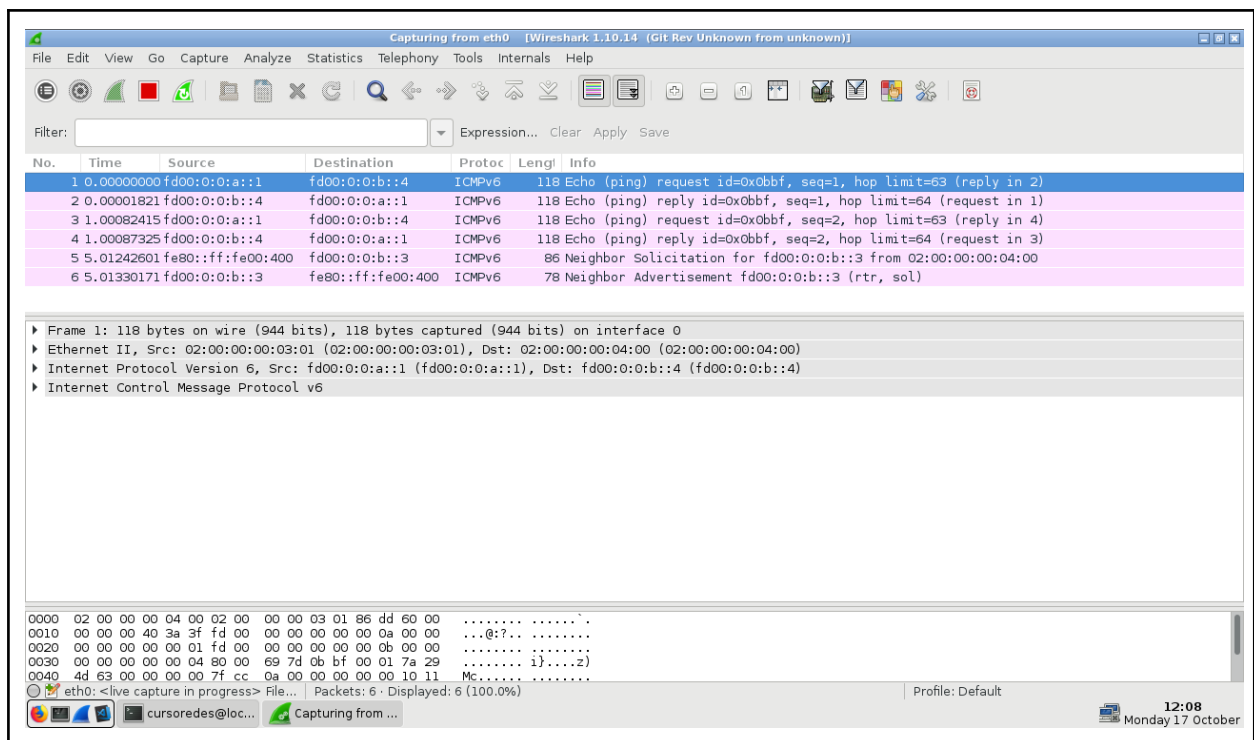 Capturing from eth0 [Wireshark 1.10.14 (Git Rev Unknown from unknown)]
File Edit View Go Capture Analyze Statistics Telephony Tools Internals Help
Filter: Expression... Clear Apply Save
No. Time Source Destination Protoc Lengt Info
1 0.00000000 fd00:0:0:a::1 fd00:0:0:b::4 ICMPv6 118 Echo (ping) request id=0x0bbf, seq=1, hop limit=63 (reply in 2)
2 0.00001821 fd00:0:0:b::4 fd00:0:0:a::1 ICMPv6 118 Echo (ping) reply id=0x0bbf, seq=1, hop limit=64 (request in 1)
3 1.00082415 fd00:0:0:a::1 fd00:0:0:b::4 ICMPv6 118 Echo (ping) request id=0x0bbf, seq=2, hop limit=63 (reply in 4)
4 1.00087325 fd00:0:0:b::4 fd00:0:0:a::1 ICMPv6 118 Echo (ping) reply id=0x0bbf, seq=2, hop limit=64 (request in 3)
5 5.01242601 fe80::ff:fe00:400 fd00:0:0:b::3 ICMPv6 86 Neighbor Solicitation for fd00:0:0:b::3 from 02:00:00:00:04:00
6 5.01330171 fd00:0:0:b::3 fe80::ff:fe00:400 ICMPv6 78 Neighbor Advertisement fd00:0:0:b::3 (rtr, sol)
Frame 1: 118 bytes on wire (944 bits), 118 bytes captured (944 bits) on interface 0
Ethernet II, Src: 02:00:00:00:03:01 (02:00:00:00:03:01), Dst: 02:00:00:00:04:00 (02:00:00:00:04:00)
Internet Protocol Version 6, Src: fd00:0:0:a::1 (fd00:0:0:a::1), Dst: fd00:0:0:b::4 (fd00:0:0:b::4)
Internet Control Message Protocol v6
0000 02 00 00 00 04 00 02 00 00 00 03 01 86 dd 60 00 ........ ......`.
0010 00 00 00 40 3a 3f fd 00 00 00 00 00 00 0a 00 00 ...@:?.. ........
0020 00 00 00 00 00 01 fd 00 00 00 00 00 00 0b 00 00 ........ ........
0030 00 00 00 00 00 04 80 00 69 7d 0b bf 00 01 7a 29 ........ i}....z)
0040 4d 63 00 00 00 00 7f cc 0a 00 00 00 00 00 10 11 Mc...... ........
eth0: <live capture in progress> File... Packets: 6 · Displayed: 6 (100.0%) Profile: Default
cursoredes@loc... Capturing from ... 12:08
Monday 17 October